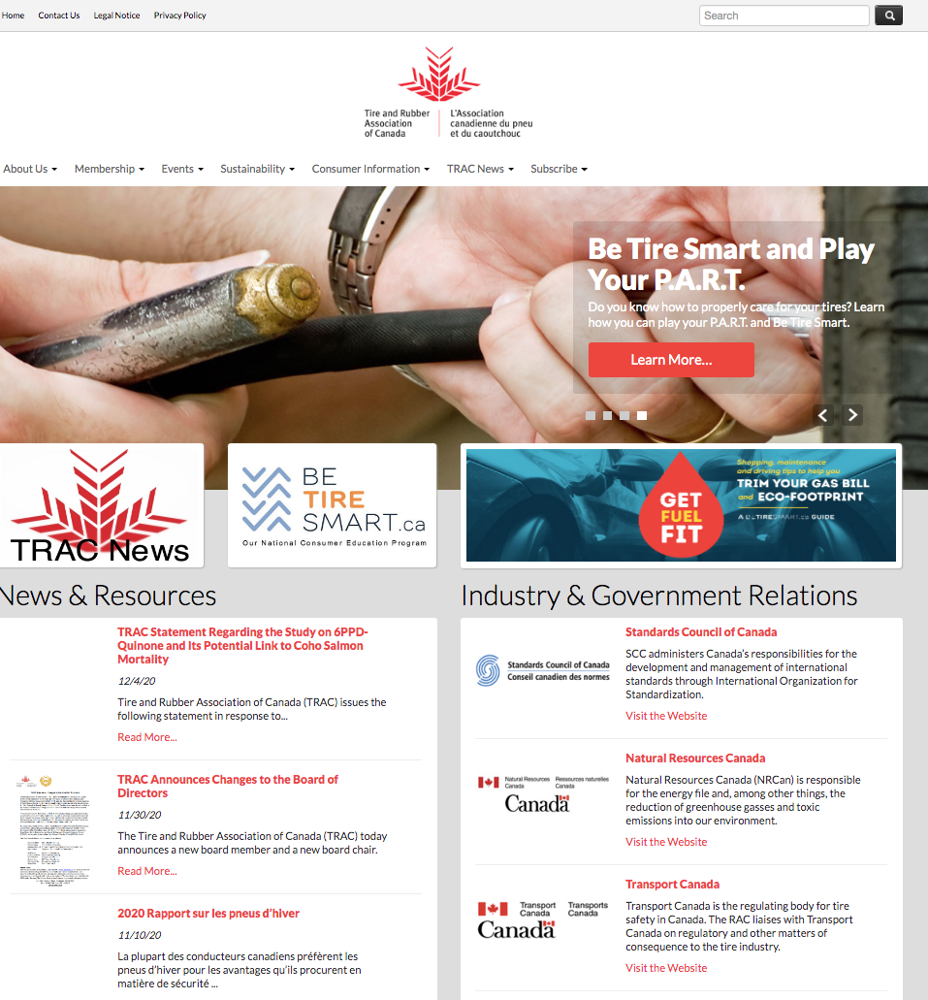 Home Contact Us Legal Notice Privacy Policy
Search
Tire and Rubber
Association
of Canada
L'Association
canadienne du pneu
et du caoutchouc
About Us Membership Events Sustainability Consumer Information TRAC News Subscribe
Be Tire Smart and Play
Your P.A.R.T.
Do you know how to properly care for your tires? Learn
how you can play your P.A.R.T. and Be Tire Smart.
Learn More...
TRAC News
BE
TIRE
SMART.ca
Our National Consumer Education Program
GET
FUEL
FIT
Shopping, maintenance
and driving tips to help you
TRIM YOUR GAS BILL
and ECO-FOOTPRINT
A BETIRESMART.ca GUIDE
News & Resources
TRAC Statement Regarding the Study on 6PPD-
Quinone and Its Potential Link to Coho Salmon
Mortality
12/4/20
Tire and Rubber Association of Canada (TRAC) issues the
following statement in response to...
Read More...
TRAC Announces Changes to the Board of
Directors
11/30/20
The Tire and Rubber Association of Canada (TRAC) today
announces a new board member and a new board chair.
Read More...
2020 Rapport sur les pneus d'hiver
11/10/20
La plupart des conducteurs canadiens préfèrent les
pneus d'hiver pour les avantages qu'ils procurent en
matière de sécurité ...
Industry & Government Relations
Standards Council of Canada
Conseil canadien des normes
Standards Council of Canada
SCC administers Canada's responsibilities for the
development and management of international
standards through International Organization for
Standardization.
Visit the Website
Natural Resources Ressources naturelles
Canada Canada
Canada
Natural Resources Canada
Natural Resources Canada (NRCan) is responsible
for the energy file and, among other things, the
reduction of greenhouse gasses and toxic
emissions into our environment.
Visit the Website
Transport Transports
Canada Canada
Canada
Transport Canada
Transport Canada is the regulating body for tire
safety in Canada. The RAC liaises with Transport
Canada on regulatory and other matters of
consequence to the tire industry.
Visit the Website